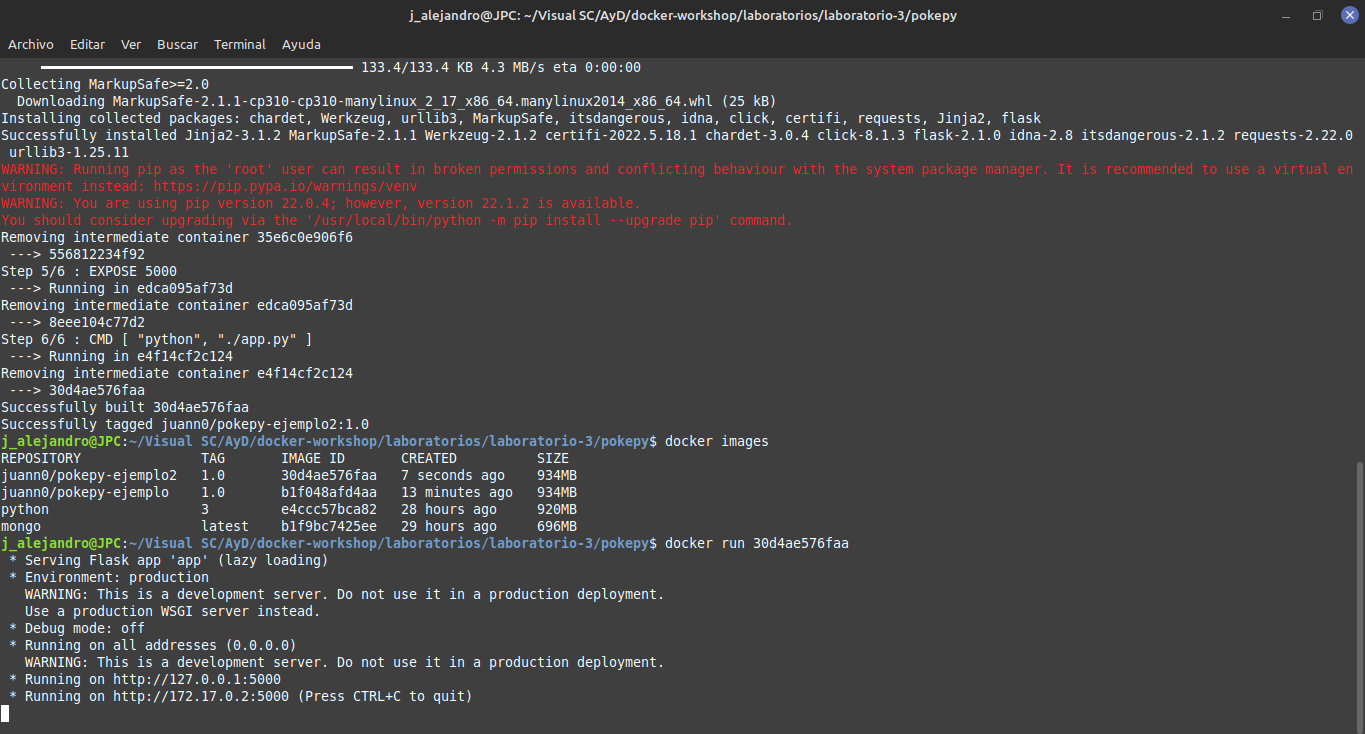 j_alejandro@JPC: ~/Visual SC/AyD/docker-workshop/laboratorios/laboratorio-3/pokepy
Archivo Editar Ver Buscar Terminal Ayuda
133.4/133.4 KB 4.3 MB/s eta 0:00:00
Collecting MarkupSafe>=2.0
  Downloading MarkupSafe-2.1.1-cp310-cp310-manylinux_2_17_x86_64.manylinux2014_x86_64.whl (25 kB)
Installing collected packages: chardet, Werkzeug, urllib3, MarkupSafe, itsdangerous, idna, click, certifi, requests, Jinja2, flask
Successfully installed Jinja2-3.1.2 MarkupSafe-2.1.1 Werkzeug-2.1.2 certifi-2022.5.18.1 chardet-3.0.4 click-8.1.3 flask-2.1.0 idna-2.8 itsdangerous-2.1.2 requests-2.22.0
 urllib3-1.25.11
WARNING: Running pip as the 'root' user can result in broken permissions and conflicting behaviour with the system package manager. It is recommended to use a virtual en
vironment instead: https://pip.pypa.io/warnings/venv
WARNING: You are using pip version 22.0.4; however, version 22.1.2 is available.
You should consider upgrading via the '/usr/local/bin/python -m pip install --upgrade pip' command.
Removing intermediate container 35e6c0e906f6
 ---> 556812234f92
Step 5/6 : EXPOSE 5000
 ---> Running in edca095af73d
Removing intermediate container edca095af73d
 ---> 8eee104c77d2
Step 6/6 : CMD [ "python", "./app.py" ]
 ---> Running in e4f14cf2c124
Removing intermediate container e4f14cf2c124
 ---> 30d4ae576faa
Successfully built 30d4ae576faa
Successfully tagged juann0/pokepy-ejemplo2:1.0
j_alejandro@JPC:~/Visual SC/AyD/docker-workshop/laboratorios/laboratorio-3/pokepy$ docker images
REPOSITORY               TAG       IMAGE ID       CREATED          SIZE
juann0/pokepy-ejemplo2   1.0       30d4ae576faa   7 seconds ago    934MB
juann0/pokepy-ejemplo    1.0       b1f048afd4aa   13 minutes ago   934MB
python                   3         e4ccc57bca82   28 hours ago     920MB
mongo                    latest    b1f9bc7425ee   29 hours ago     696MB
j_alejandro@JPC:~/Visual SC/AyD/docker-workshop/laboratorios/laboratorio-3/pokepy$ docker run 30d4ae576faa
 * Serving Flask app 'app' (lazy loading)
 * Environment: production
   WARNING: This is a development server. Do not use it in a production deployment.
   Use a production WSGI server instead.
 * Debug mode: off
 * Running on all addresses (0.0.0.0)
   WARNING: This is a development server. Do not use it in a production deployment.
 * Running on http://127.0.0.1:5000
 * Running on http://172.17.0.2:5000 (Press CTRL+C to quit)